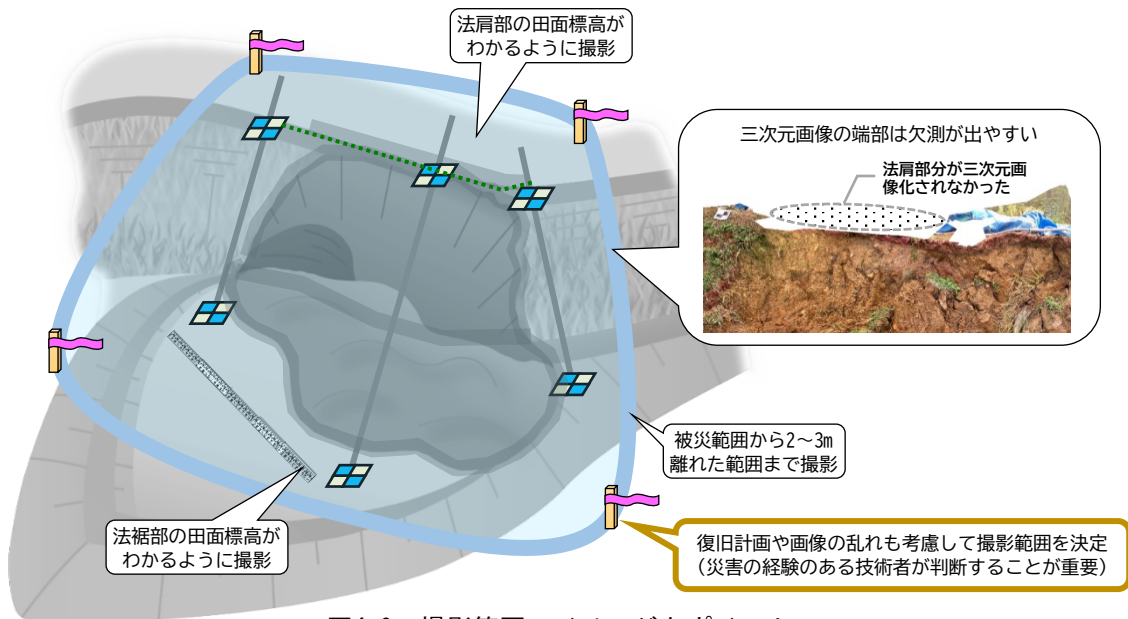 法肩部の田面標高が
わかるように撮影
三次元画像の端部は欠測が出やすい
法肩部分が三次元画
像化されなかった
被災範囲から2～3m
離れた範囲まで撮影
法裾部の田面標高が
わかるように撮影
復旧計画や画像の乱れも考慮して撮影範囲を決定
（災害の経験のある技術者が判断することが重要）